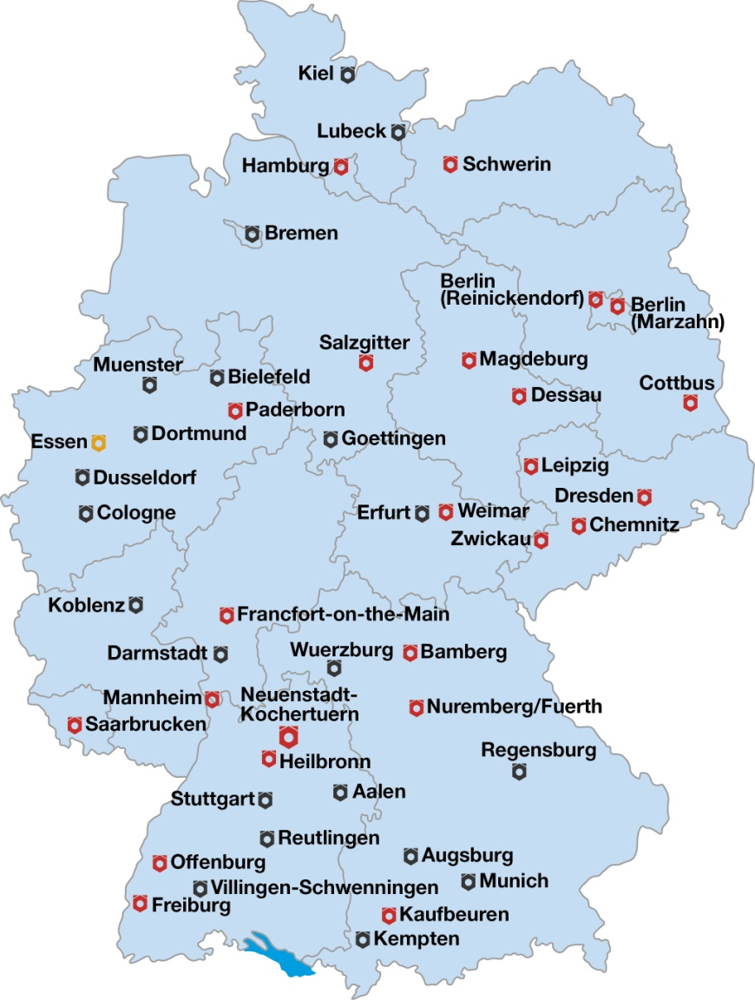 Kiel
Lubeck
Hamburg
Schwerin
Bremen
Berlin
(Reinickendorf)
Berlin
(Marzahn)
Salzgitter
Magdeburg
Muenster
Bielefeld
Cottbus
Dessau
Paderborn
Dortmund
Essen
Goettingen
Leipzig
Dusseldorf
Dresden
Cologne
Erfurt
Weimar
Chemnitz
Zwickau
Koblenz
Francfort-on-the-Main
Darmstadt
Wuerzburg
Bamberg
Mannheim
Neuenstadt-
Kochertuern
Nuremberg/Fuerth
Saarbrucken
Regensburg
Heilbronn
Stuttgart
Aalen
Reutlingen
Augsburg
Offenburg
Munich
Villingen-Schwenningen
Freiburg
Kaufbeuren
Kempten